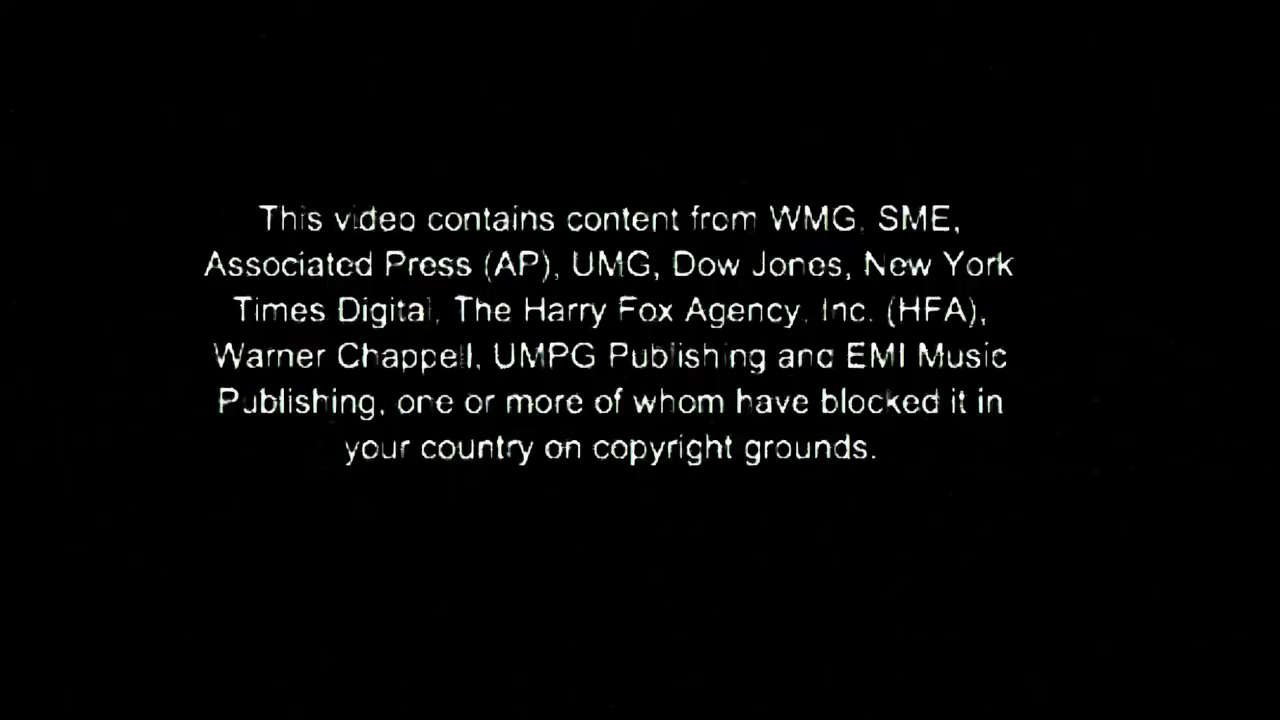 This video contains content from WMG, SME,
Associated Press (AP), UMG, Dow Jones, New York
Times Digital, The Harry Fox Agency, Inc. (HFA),
Warner Chappell, UMPG Publishing and EMI Music
Publishing, one or more of whom have blocked it in
your country on copyright grounds.